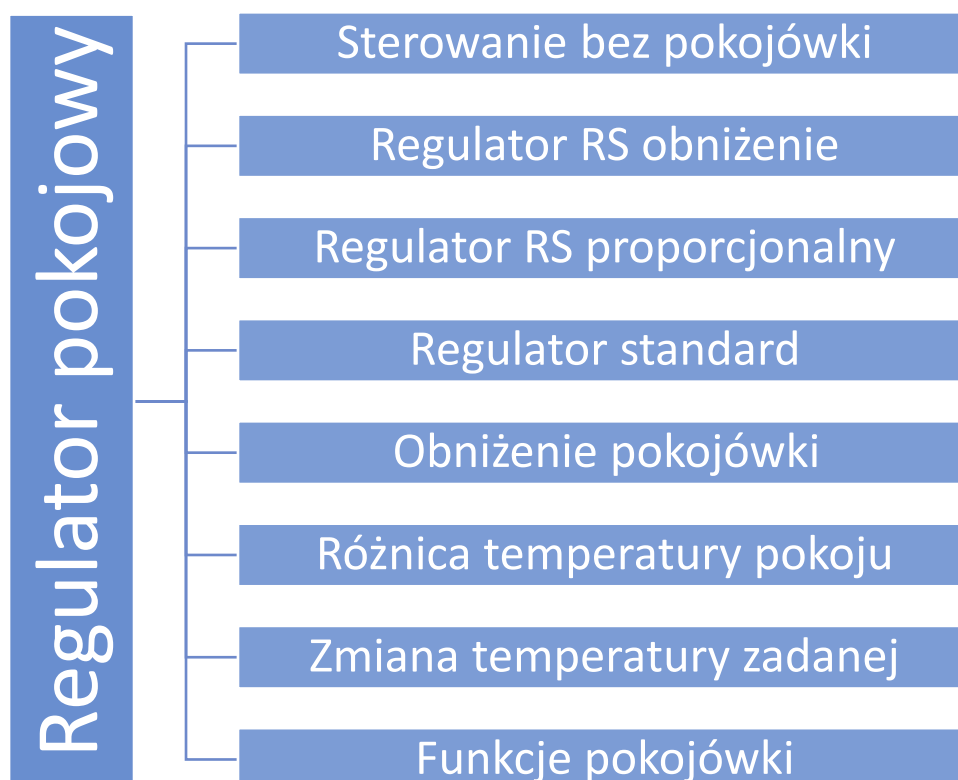 Regulator pokojowy
Sterowanie bez pokojówki
Regulator RS obniżenie
Regulator RS proporcjonalny
Regulator standard
Obniżenie pokojówki
Różnica temperatury pokoju
Zmiana temperatury zadanej
Funkcje pokojówki